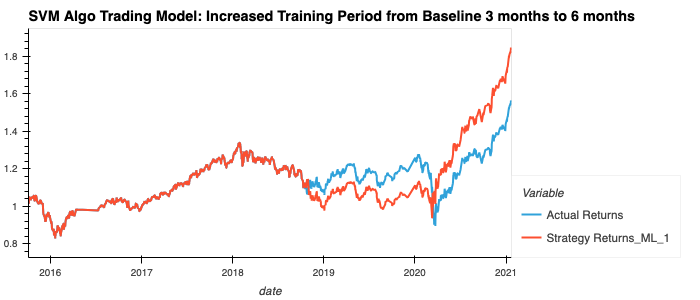 SVM Algo Trading Model: Increased Training Period from Baseline 3 months to 6 months
1.8
1.6
1.4
1.2
1
0.8
2016 2017 2018 2019 2020 2021
date
Variable
Actual Returns
Strategy Returns_ML_1